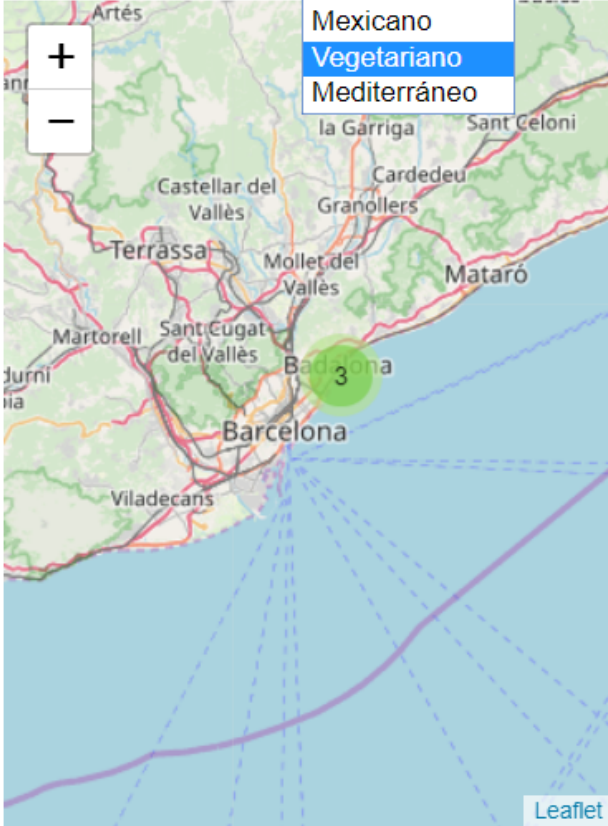 Artés
Mexicano
+
Vegetariano
−
Mediterráneo
la Garriga
Sant Celoni
Cardedeu
Castellar del
Vallès
Granollers
Terrassa
Mollet del
Vallès
Mataró
Martorell
Sant Cugat
del Vallès
Badalona
3
Barcelona
Viladecans
Leaflet